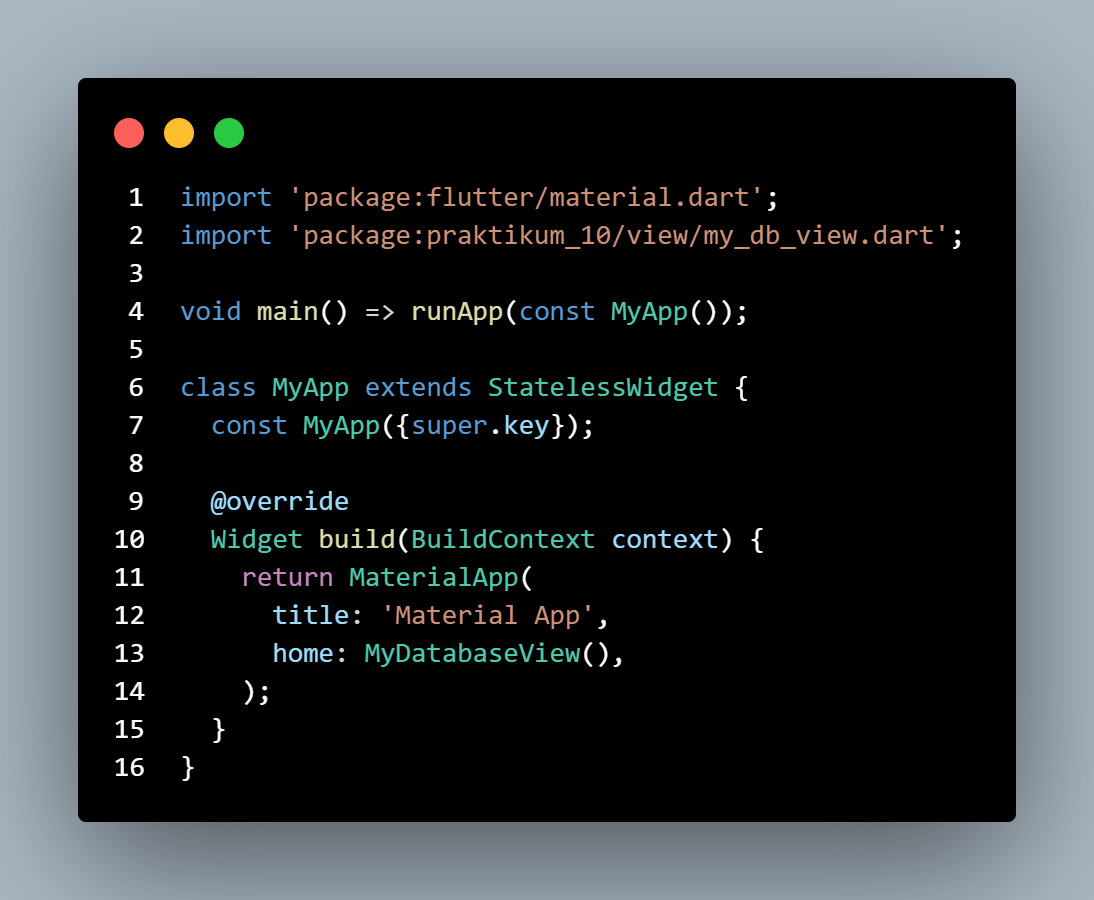 1 import 'package:flutter/material.dart';
2 import 'package:praktikum_10/view/my_db_view.dart';
3
4 void main() => runApp(const MyApp());
5
6 class MyApp extends StatelessWidget {
7   const MyApp({super.key});
8
9   @override
10   Widget build(BuildContext context) {
11     return MaterialApp(
12       title: 'Material App',
13       home: MyDatabaseView(),
14     );
15   }
16 }